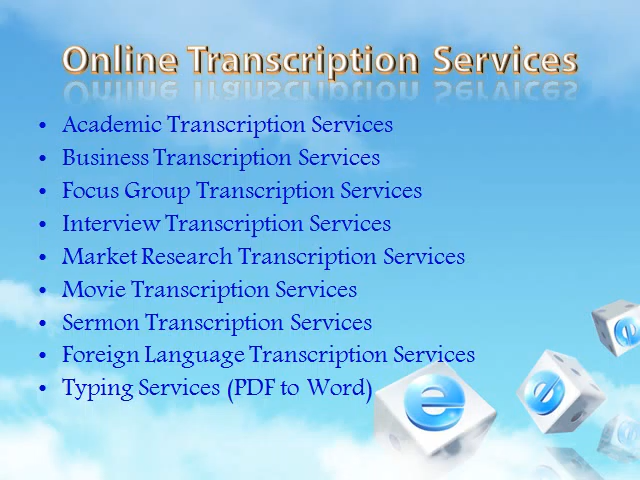 Online Transcription Services
• Academic Transcription Services
• Business Transcription Services
• Focus Group Transcription Services
• Interview Transcription Services
• Market Research Transcription Services
• Movie Transcription Services
• Sermon Transcription Services
• Foreign Language Transcription Services
• Typing Services (PDF to Word)
e
e
e